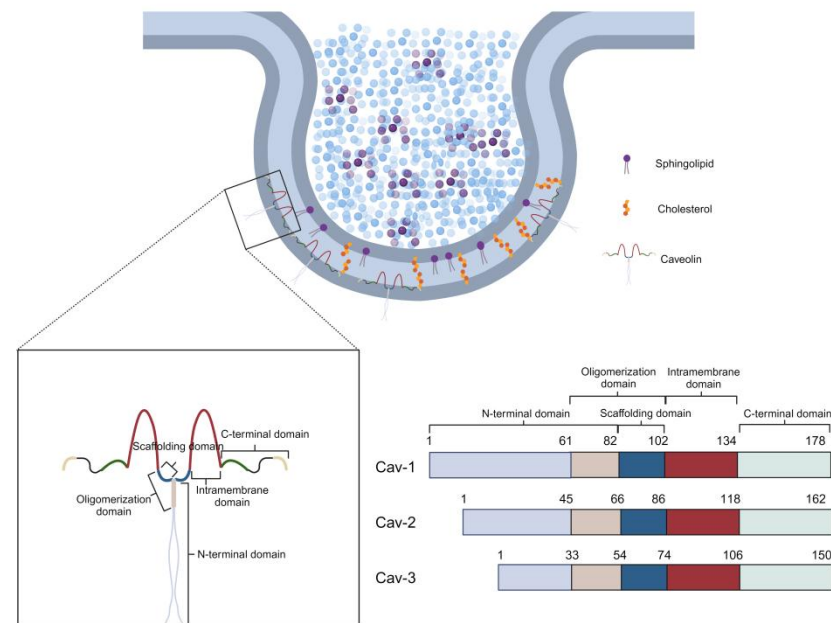 Sphingolipid
Cholesterol
Caveolin
C-terminal domain
Scaffolding domain
Oligomerization
domain
Intramembrane
domain
N-terminal domain
Oligomerization
domain
Intramembrane
domain
N-terminal domain
Scaffolding domain
C-terminal domain
1 61 82 102 134 178
Cav-1
1 45 66 86 118 162
Cav-2
1 33 54 74 106 150
Cav-3